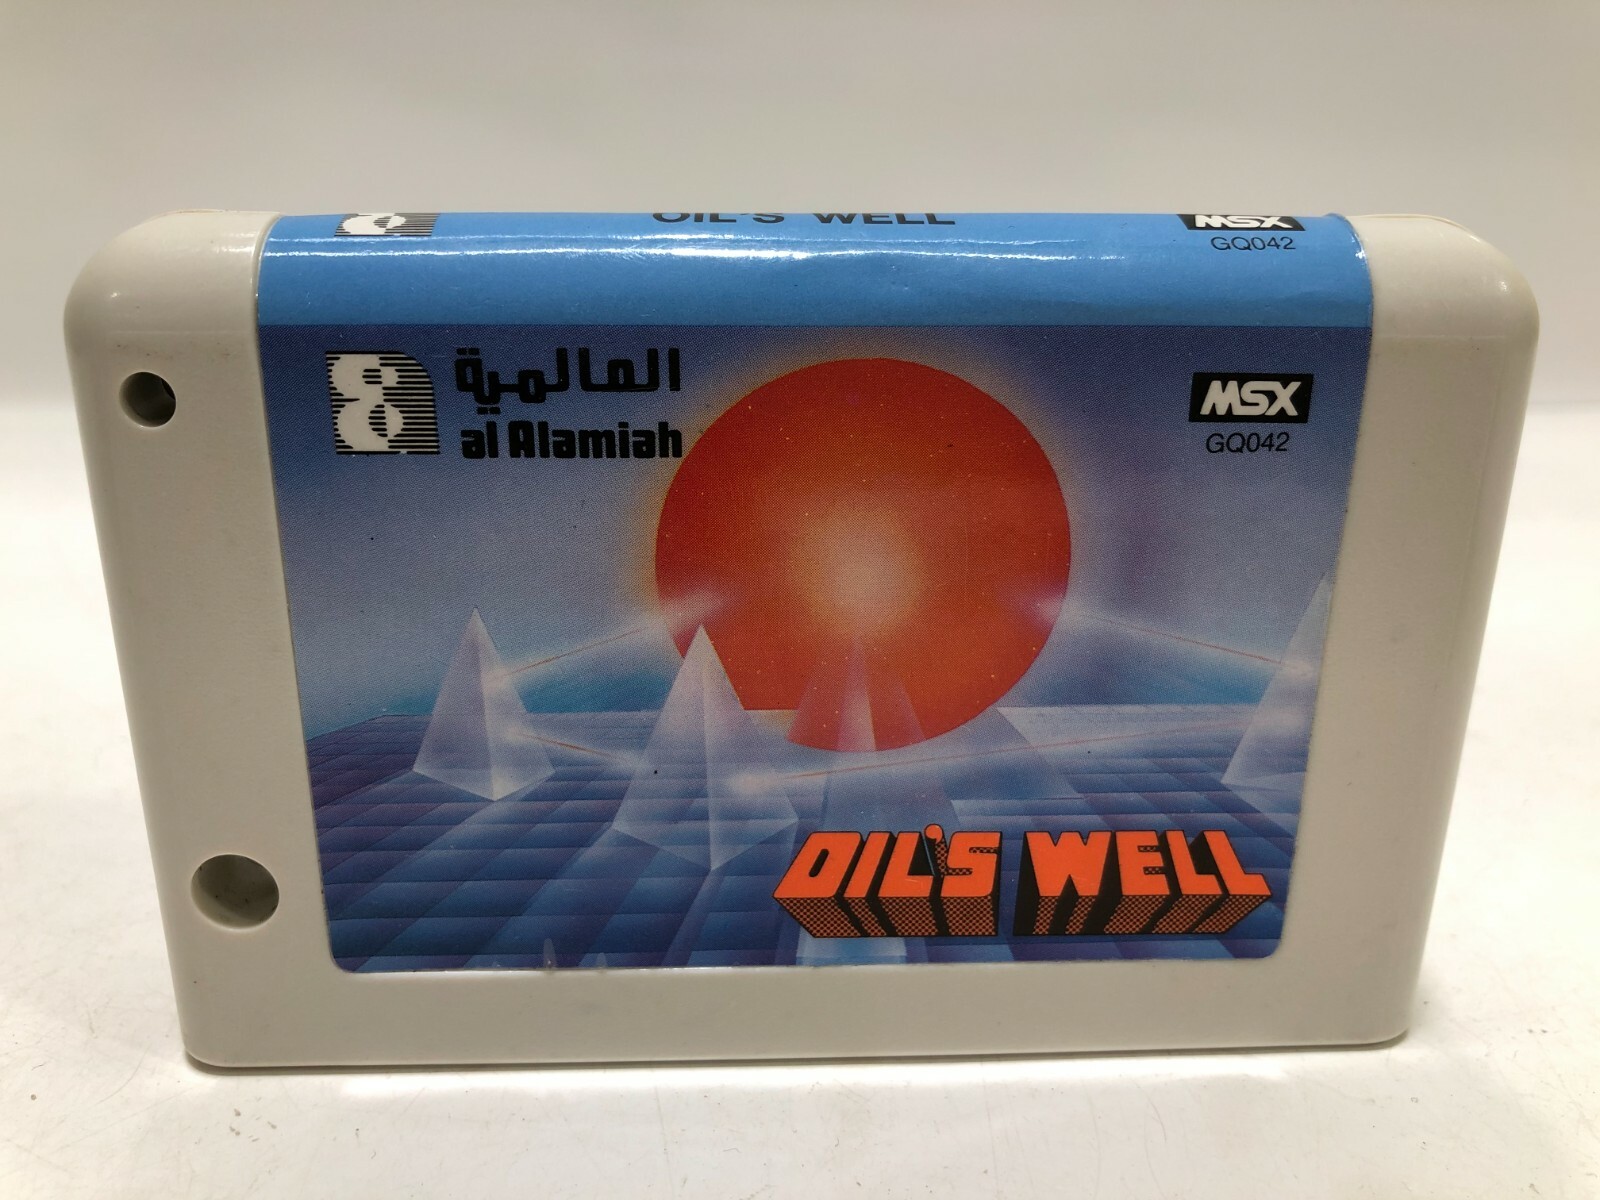 OIL'S WELL
MSX
GQ042
العالمية
al Alamiah
MSX
GQ042
OIL'S WELL